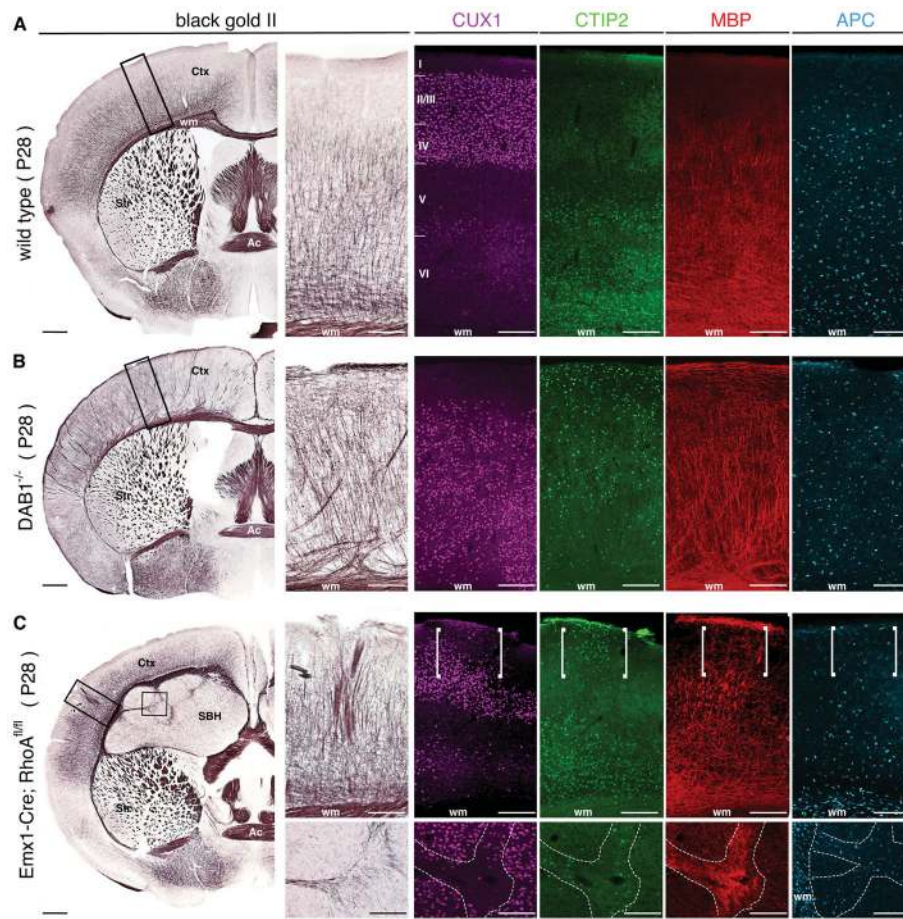 black gold II CUX1 CTIP2 MBP APC
A
wild type ( P28 )
Ctx
wm
Str
Ac
wm
I
II/III
IV
V
VI
wm
wm
wm
wm
B
DAB1-/- ( P28 )
Ctx
Str
Ac
wm
wm
wm
wm
wm
C
Emx1-Cre; RhoAfl/fl ( P28 )
Ctx
SBH
Str
Ac
wm
wm
wm
wm
wm
wm